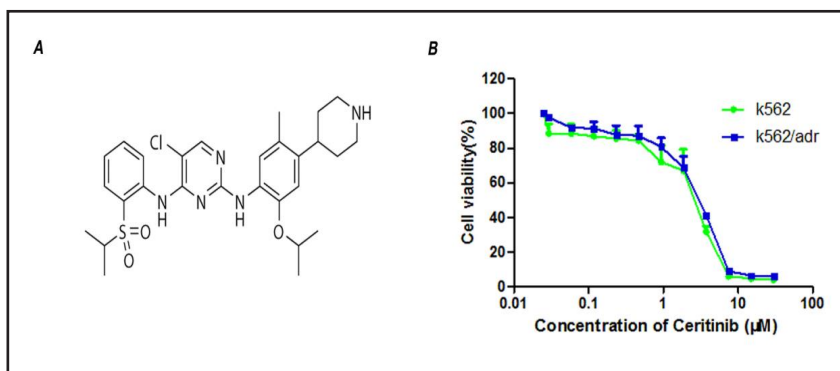 A
B
Cl
N
NH
N
H
N
N
H
S
O
O
O
120
100
80
60
40
20
0
Cell viability(%)
0.01
0.1
1
10
100
Concentration of Ceritinib (µM)
k562
k562/adr